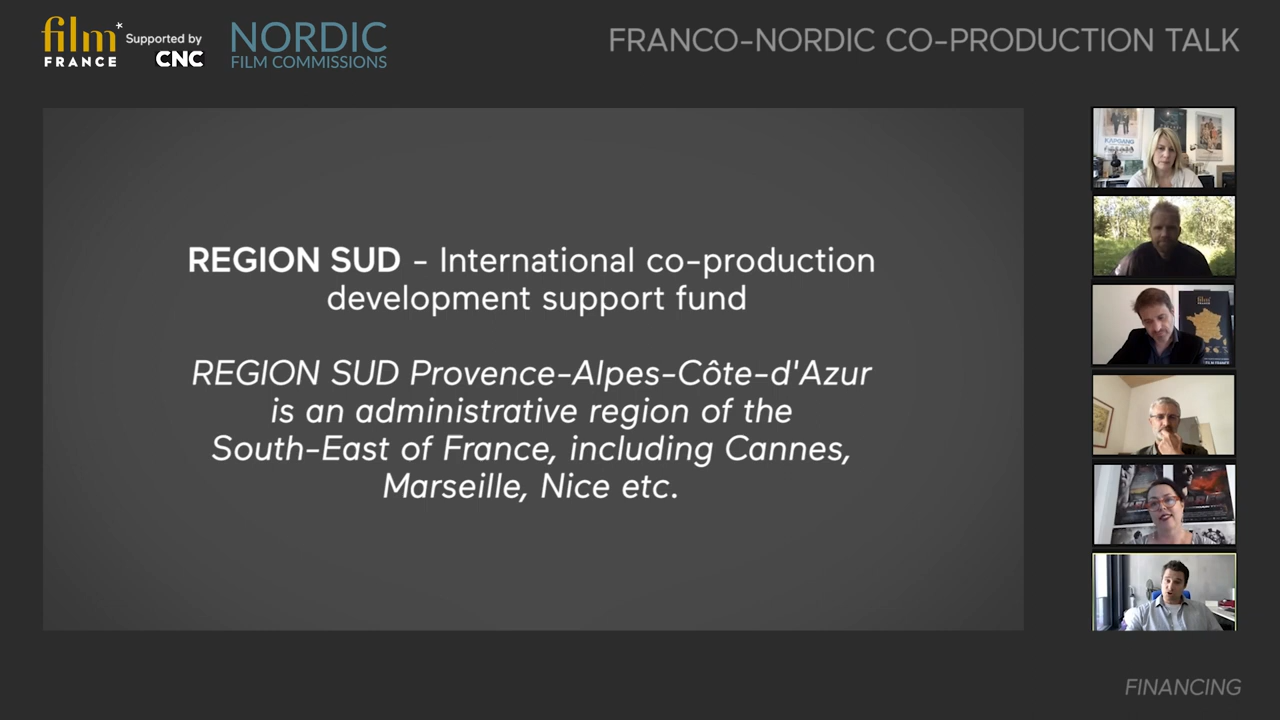 film
FRANCE
Supported by
CNC
NORDIC
FILM COMMISSIONS
FRANCO-NORDIC CO-PRODUCTION TALK
REGION SUD - International co-production
development support fund
REGION SUD Provence-Alpes-Côte-d'Azur
is an administrative region of the
South-East of France, including Cannes,
Marseille, Nice etc.
KAPGANG
film
FINANCING